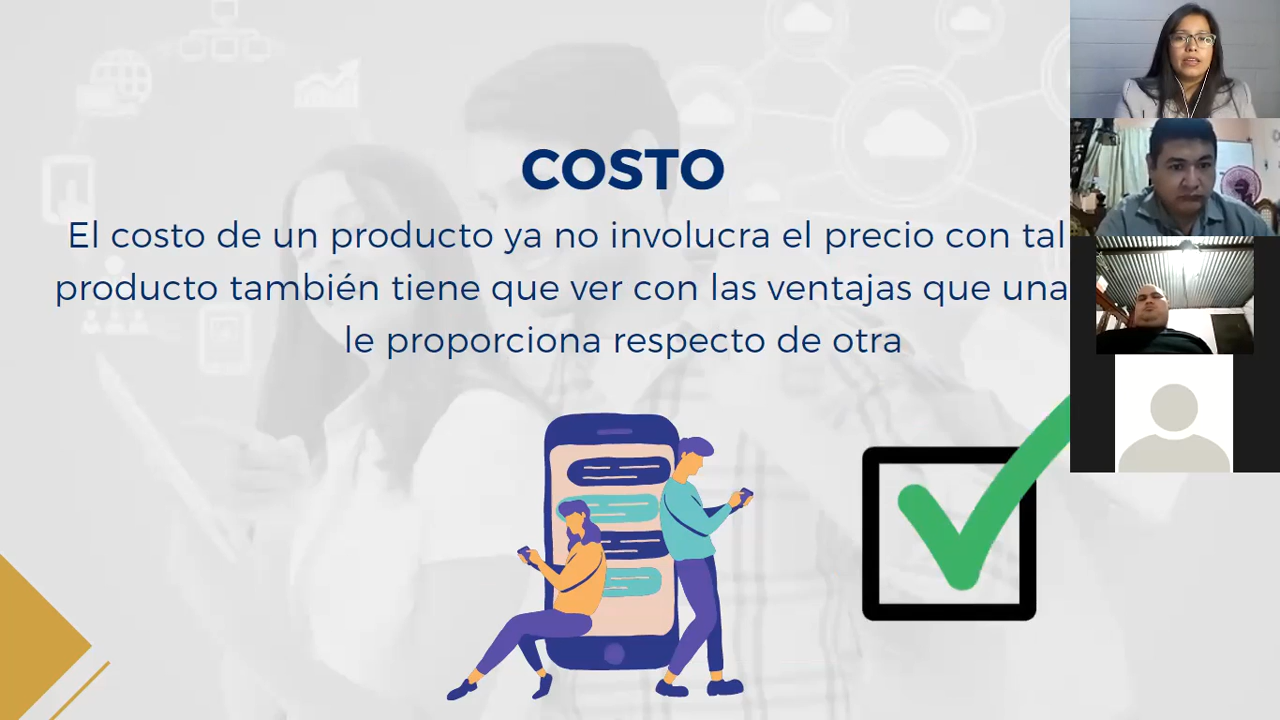 COSTO
El costo de un producto ya no involucra el precio con tal
producto también tiene que ver con las ventajas que una
le proporciona respecto de otra